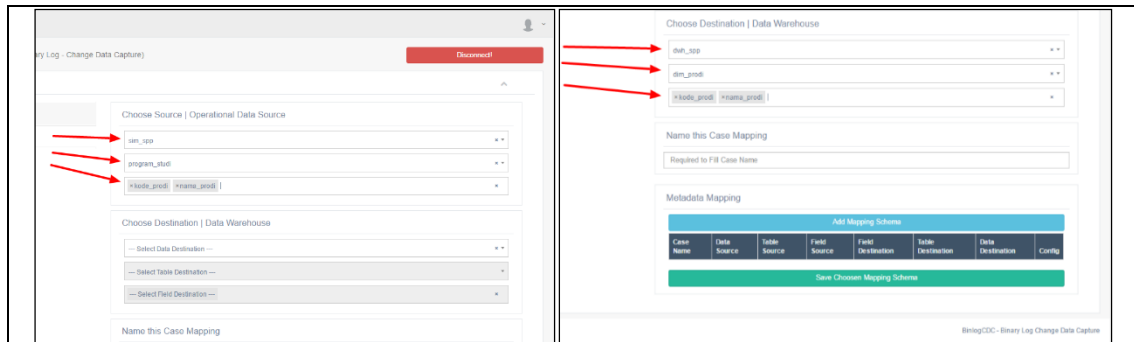 ary Log - Change Data Capture)
Disconnect!
Choose Source | Operational Data Source
sim_spp
program_studi
×kode_prodi ×nama_prodi
Choose Destination | Data Warehouse
--- Select Data Destination ---
--- Select Table Destination ---
--- Select Field Destination ---
Name this Case Mapping
Choose Destination | Data Warehouse
dwh_spp
dim_prodi
×kode_prodi ×nama_prodi
Name this Case Mapping
Required to Fill Case Name
Metadata Mapping
Add Mapping Schema
Case Name Data Source Table Source Field Source Field Destination Table Destination Data Destination Config
Save Choosen Mapping Schema
BinlogCDC - Binary Log Change Data Capture